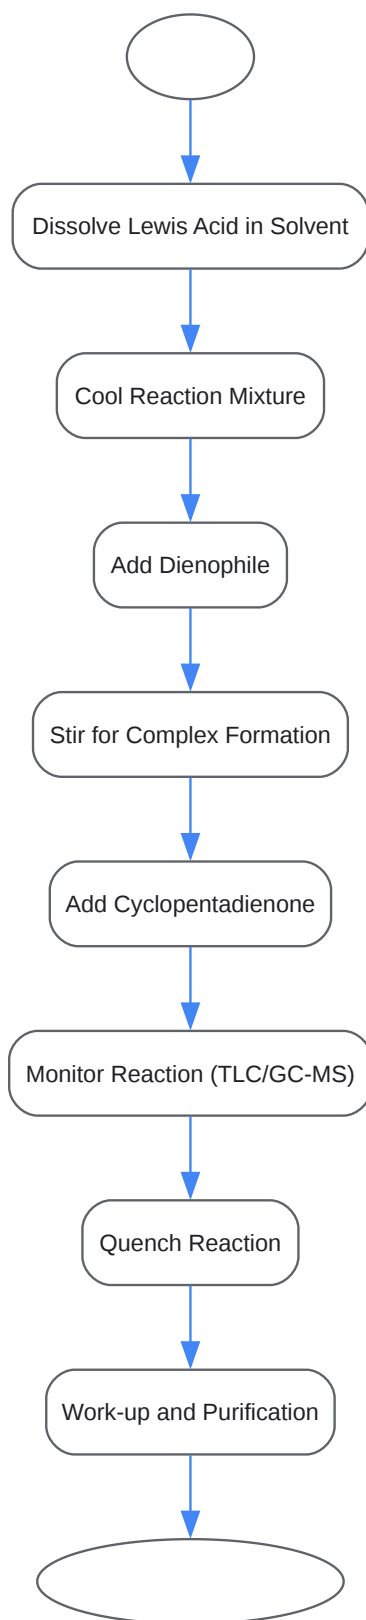 Dissolve Lewis Acid in Solvent
Cool Reaction Mixture
Add Dienophile
Stir for Complex Formation
Add Cyclopentadienone
Monitor Reaction (TLC/GC-MS)
Quench Reaction
Work-up and Purification